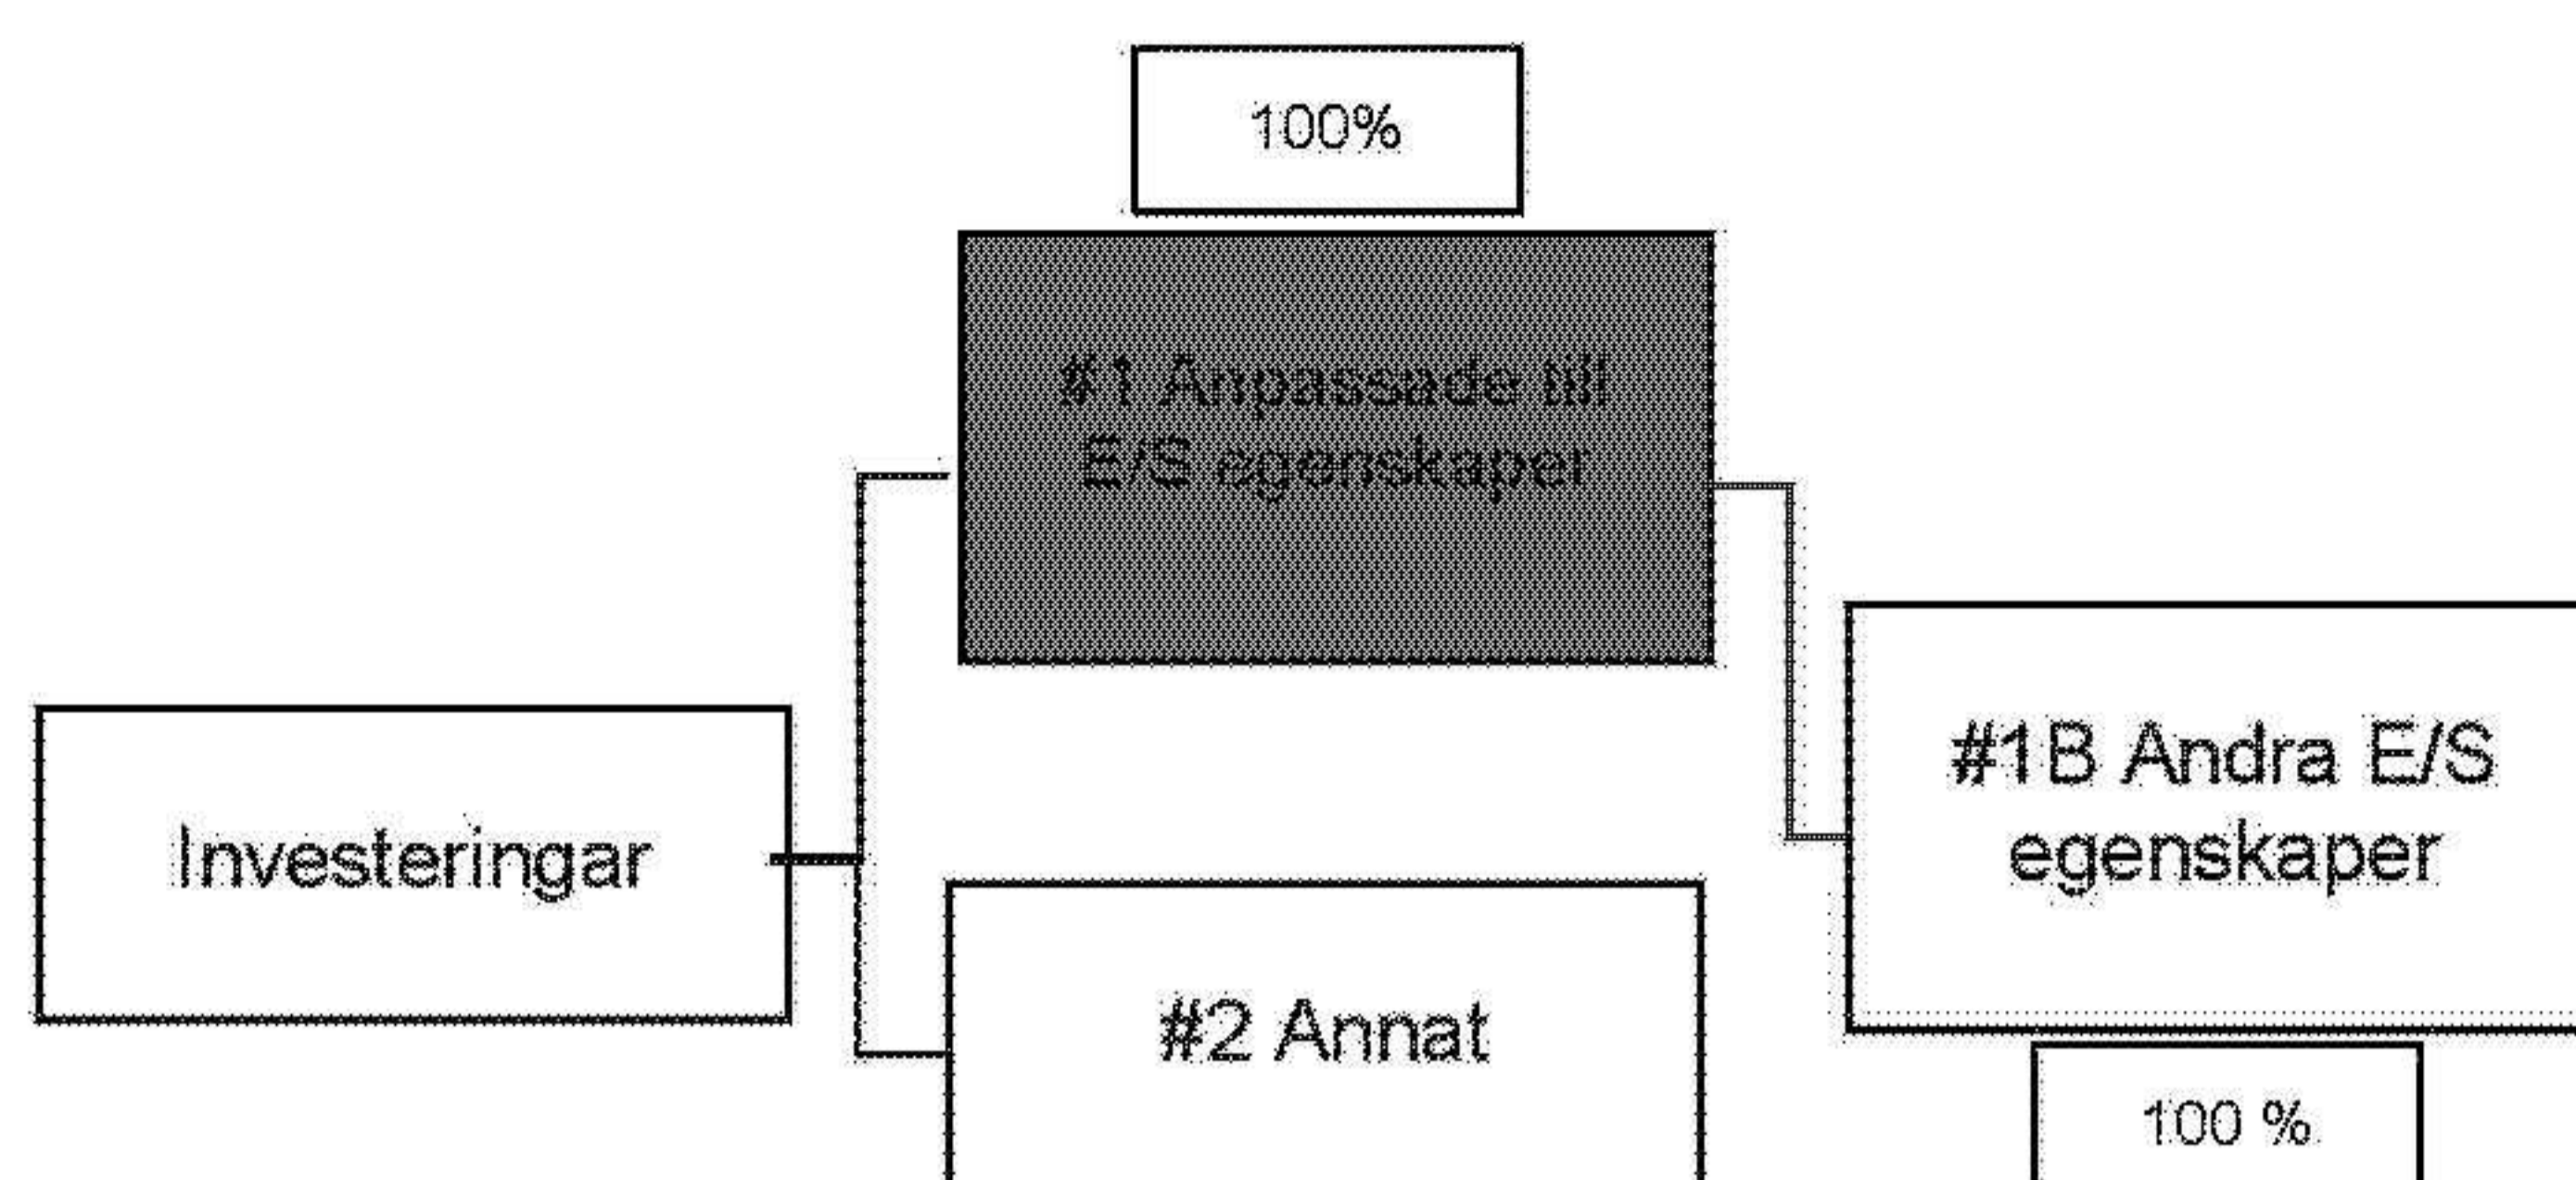 100%
#1 Anpassade till
E/S egenskaper
Investeringar
#2 Annat
#1B Andra E/S
egenskaper
100 %